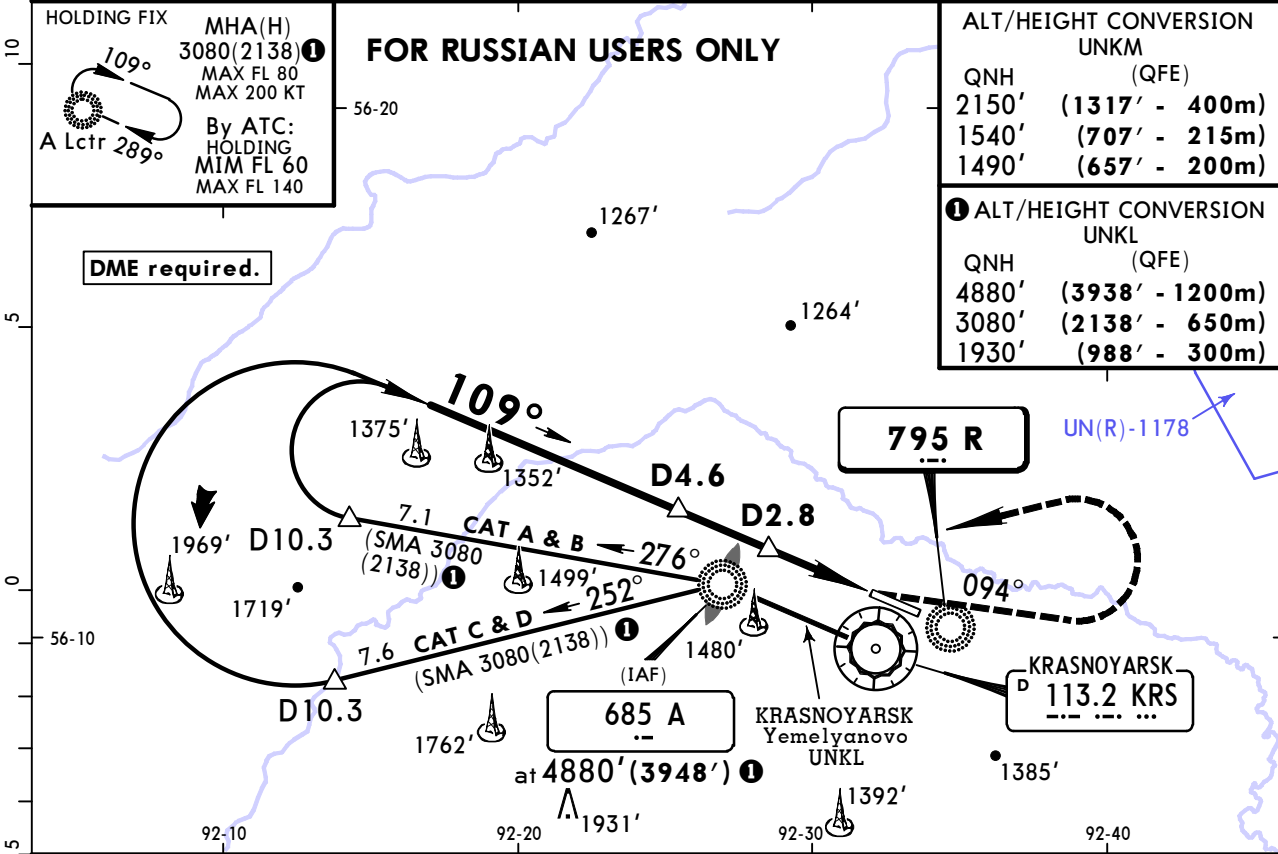 HOLDING FIX
MHA(H)
3080(2138)❶
MAX FL 80
MAX 200 KT
By ATC:
HOLDING
MIM FL 60
MAX FL 140
109°
A Lctr 289°
FOR RUSSIAN USERS ONLY
ALT/HEIGHT CONVERSION
UNKM
QNH (QFE)
2150' (1317' - 400m)
1540' (707' - 215m)
1490' (657' - 200m)
❶ ALT/HEIGHT CONVERSION
UNKL
QNH (QFE)
4880' (3938' - 1200m)
3080' (2138' - 650m)
1930' (988' - 300m)
10
56-20
DME required.
1267'
1264'
5
UN(R)-1178
109°
795 R
1375'
1352'
D4.6
D2.8
1969'
D10.3
7.1 CAT A & B 276°
(SMA 3080
(2138)) ❶
1499'
1719'
252°
7.6 CAT C & D
(SMA 3080(2138)) ❶
D10.3
094°
0
56-10
1480'
(IAF)
685 A
at 4880'(3948') ❶
1762'
1931'
KRASNOYARSK
Yemelyanovo
UNKL
KRASNOYARSK
D 113.2 KRS
1385'
1392'
5
92-10
92-20
92-30
92-40